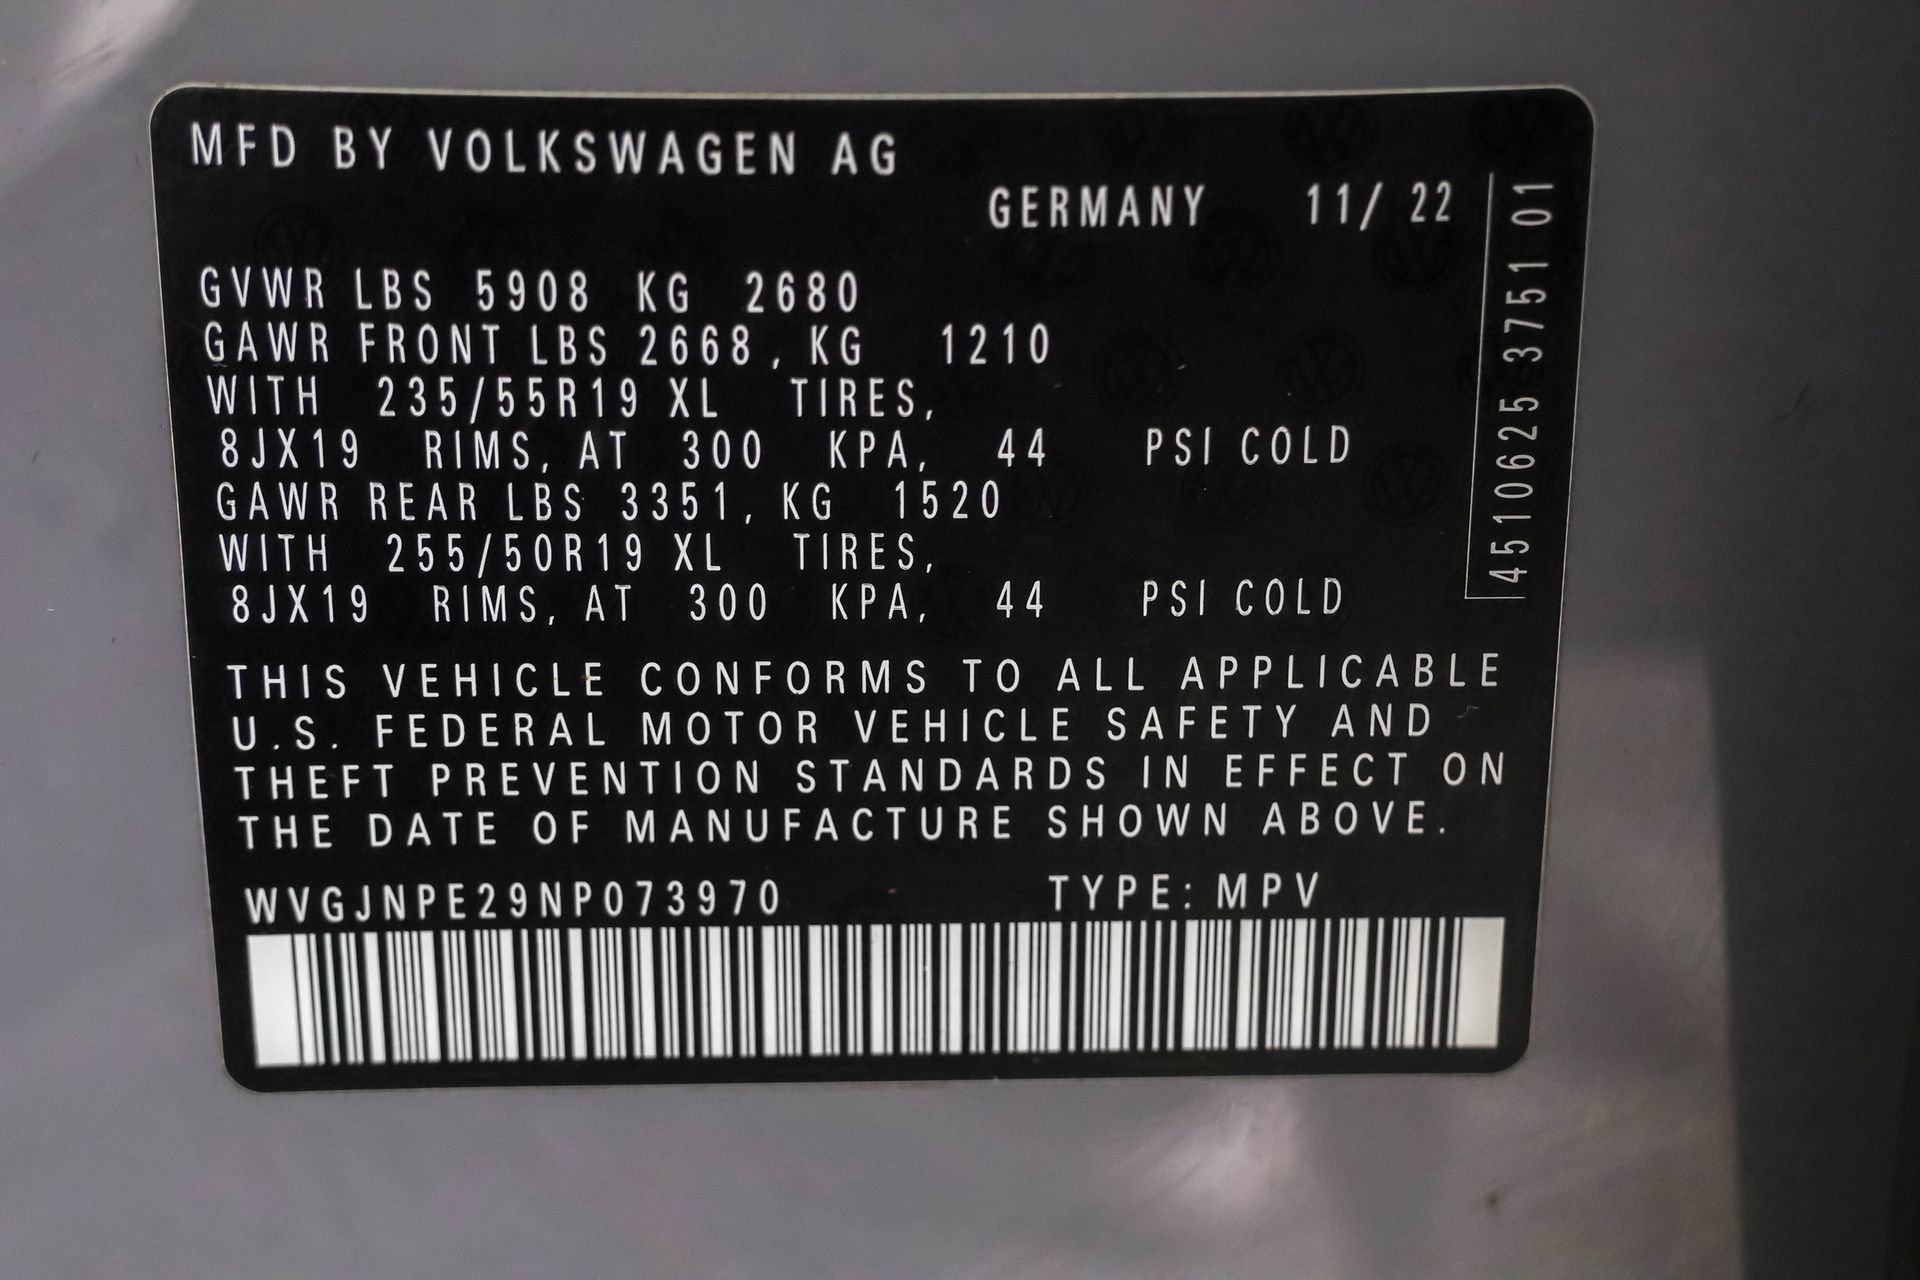 MFD BY VOLKSWAGEN AG
GERMANY 11/ 22
GVWR LBS 5908 KG 2680
GAWR FRONT LBS 2668, KG 1210
WITH 235/55R19 XL TIRES,
8JX19 RIMS, AT 300 KPA, 44 PSI COLD
GAWR REAR LBS 3351, KG 1520
WITH 255/50R19 XL TIRES,
8JX19 RIMS, AT 300 KPA, 44 PSI COLD
THIS VEHICLE CONFORMS TO ALL APPLICABLE
U.S. FEDERAL MOTOR VEHICLE SAFETY AND
THEFT PREVENTION STANDARDS IN EFFECT ON
THE DATE OF MANUFACTURE SHOWN ABOVE.
WVGJNPE29NP073970 TYPE: MPV
4510625 3751 01